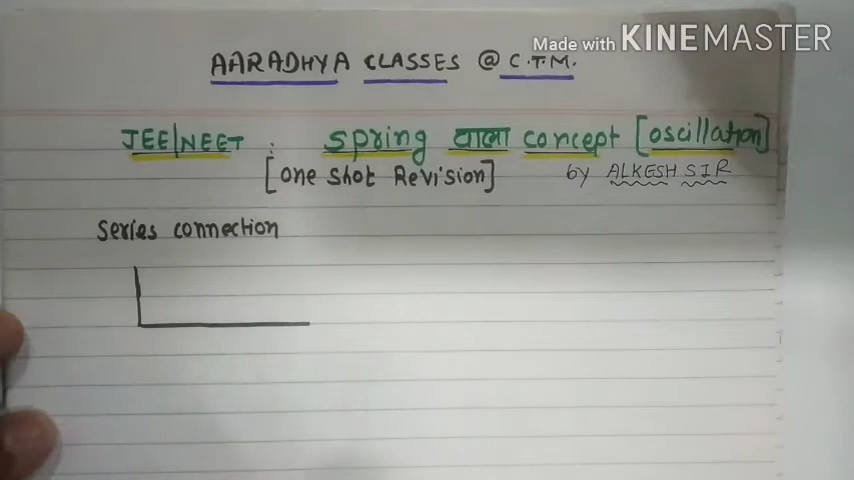 Made with KINEMASTER
AARADHYA CLASSES @ C.T.M.
JEE|NEET : Spring वाला concept [oscillation]
[one shot Revision] by ALKESH SIR
Series connection